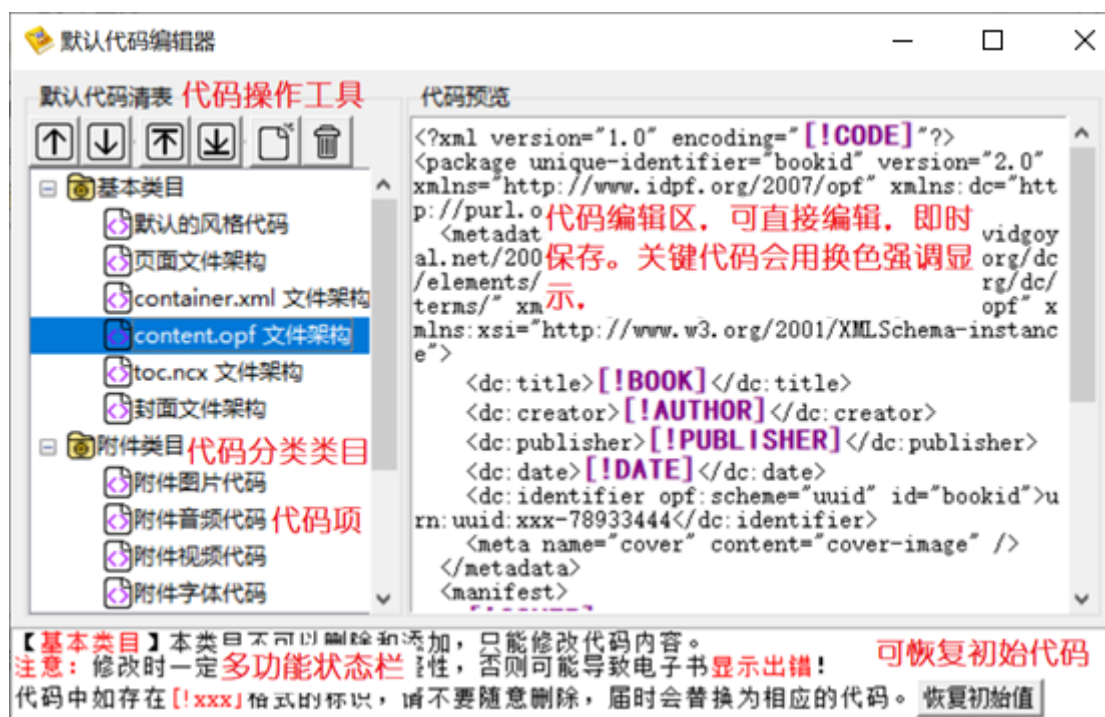 默认代码编辑器
默认代码清表 代码操作工具
基本类目
默认的风格代码
页面文件架构
container.xml 文件架构
content.opf 文件架构
toc.ncx 文件架构
封面文件架构
附件类目 代码分类类目
附件图片代码
附件音频代码 代码项
附件视频代码
附件字体代码
代码预览
<?xml version="1.0" encoding="[!CODE]"?>
<package unique-identifier="bookid" version="2.0"
xmlns="http://www.idpf.org/2007/opf" xmlns:dc="htt
p://purl.o
<metadat vidgoy
al.net/200 org/dc
/elements/ rg/dc/
terms/" xm opf" x
代码编辑区，可直接编辑，即时
保存。关键代码会用换色强调显
示，
mlns:xsi="http://www.w3.org/2001/XMLSchema-instanc
e">
<dc:title>[!BOOK]</dc:title>
<dc:creator>[!AUTHOR]</dc:creator>
<dc:publisher>[!PUBLISHER]</dc:publisher>
<dc:date>[!DATE]</dc:date>
<dc:identifier opf:scheme="uuid" id="bookid">u
rn:uuid:xxx-78933444</dc:identifier>
<meta name="cover" content="cover-image" />
</metadata>
<manifest>
【基本类目】本类目不可以删除和添加，只能修改代码内容。
注意：修改时一定 多功能状态栏 性，否则可能导致电子书显示出错！
可恢复初始代码
代码中如存在[!xxx]格式的标识，请不要随意删除，届时会替换为相应的代码。 恢复初始值